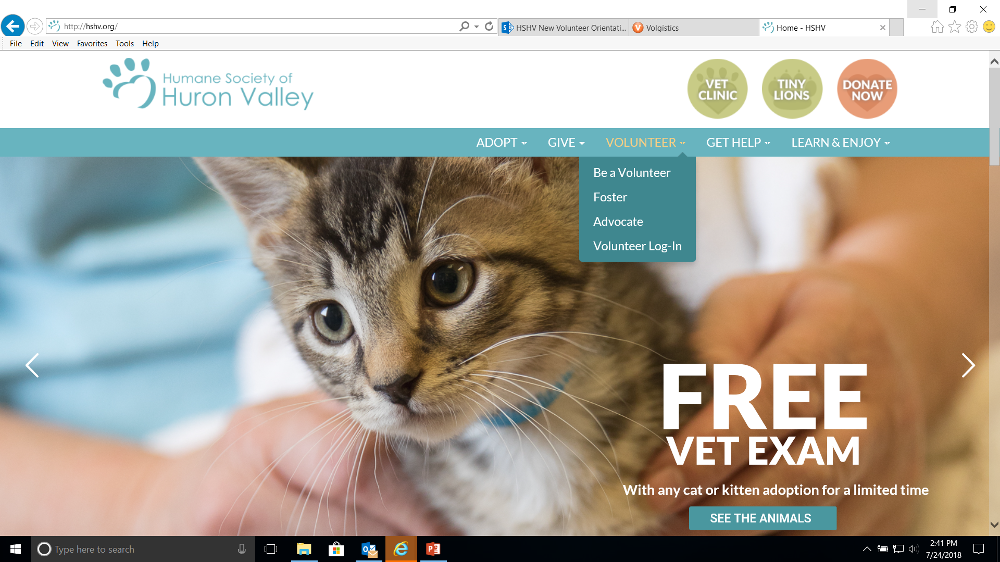 http://hshv.org/
HSHV New Volunteer Orientati...
Volgistics
Home - HSHV
File Edit View Favorites Tools Help
Humane Society of
Huron Valley
VET
CLINIC
TINY
LIONS
DONATE
NOW
ADOPT GIVE VOLUNTEER GET HELP LEARN & ENJOY
Be a Volunteer
Foster
Advocate
Volunteer Log-In
FREE
VET EXAM
With any cat or kitten adoption for a limited time
SEE THE ANIMALS
Type here to search
2:41 PM
7/24/2018